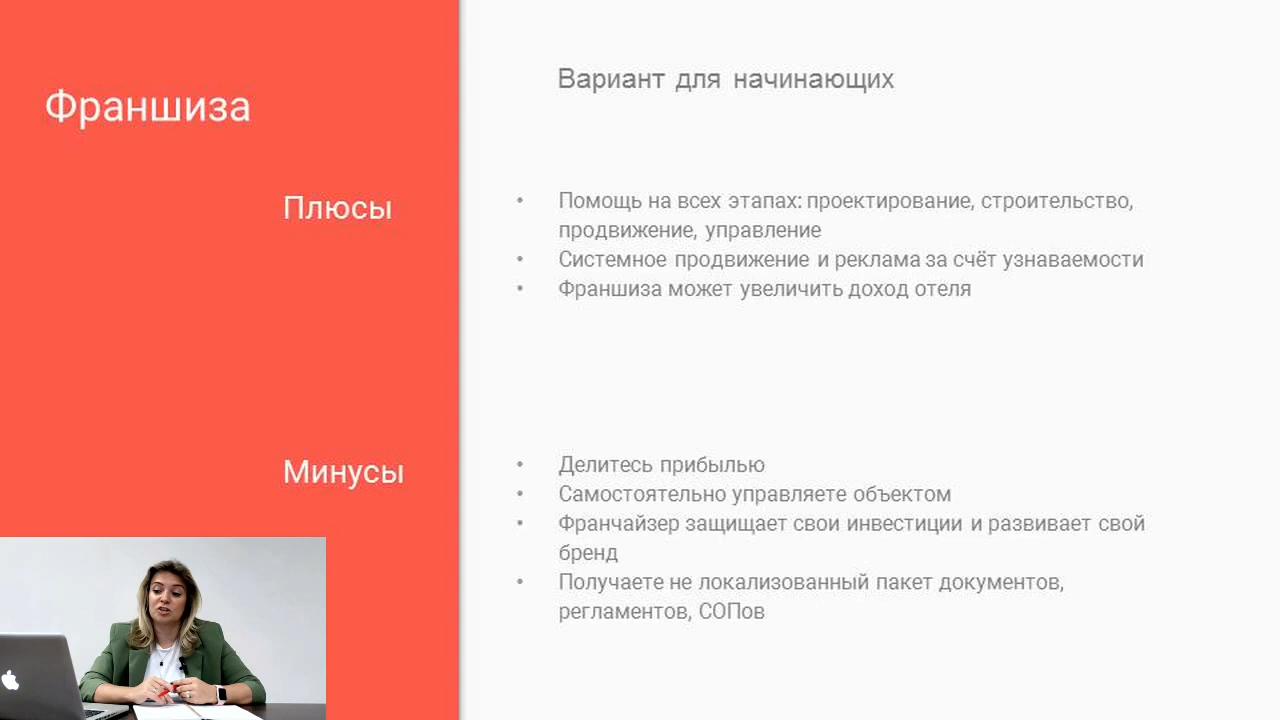 Франшиза
Вариант для начинающих
Плюсы
• Помощь на всех этапах: проектирование, строительство,
продвижение, управление
• Системное продвижение и реклама за счёт узнаваемости
• Франшиза может увеличить доход отеля
Минусы
• Делитесь прибылью
• Самостоятельно управляете объектом
• Франчайзер защищает свои инвестиции и развивает свой
бренд
• Получаете не локализованный пакет документов,
регламентов, СОПов